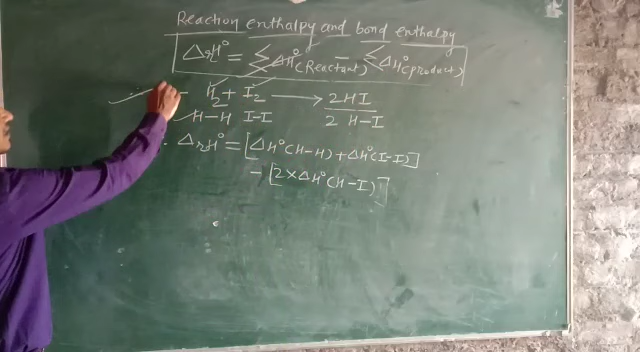 Reaction enthalpy and bond enthalpy
ΔrH° = ΣΔH°(Reactant) − ΣΔH°(product)
H₂ + I₂ ⟶ 2HI
H–H I–I 2 H–I
ΔrH° = [ΔH°(H–H) + ΔH°(I–I)]
− [2×ΔH°(H–I)]